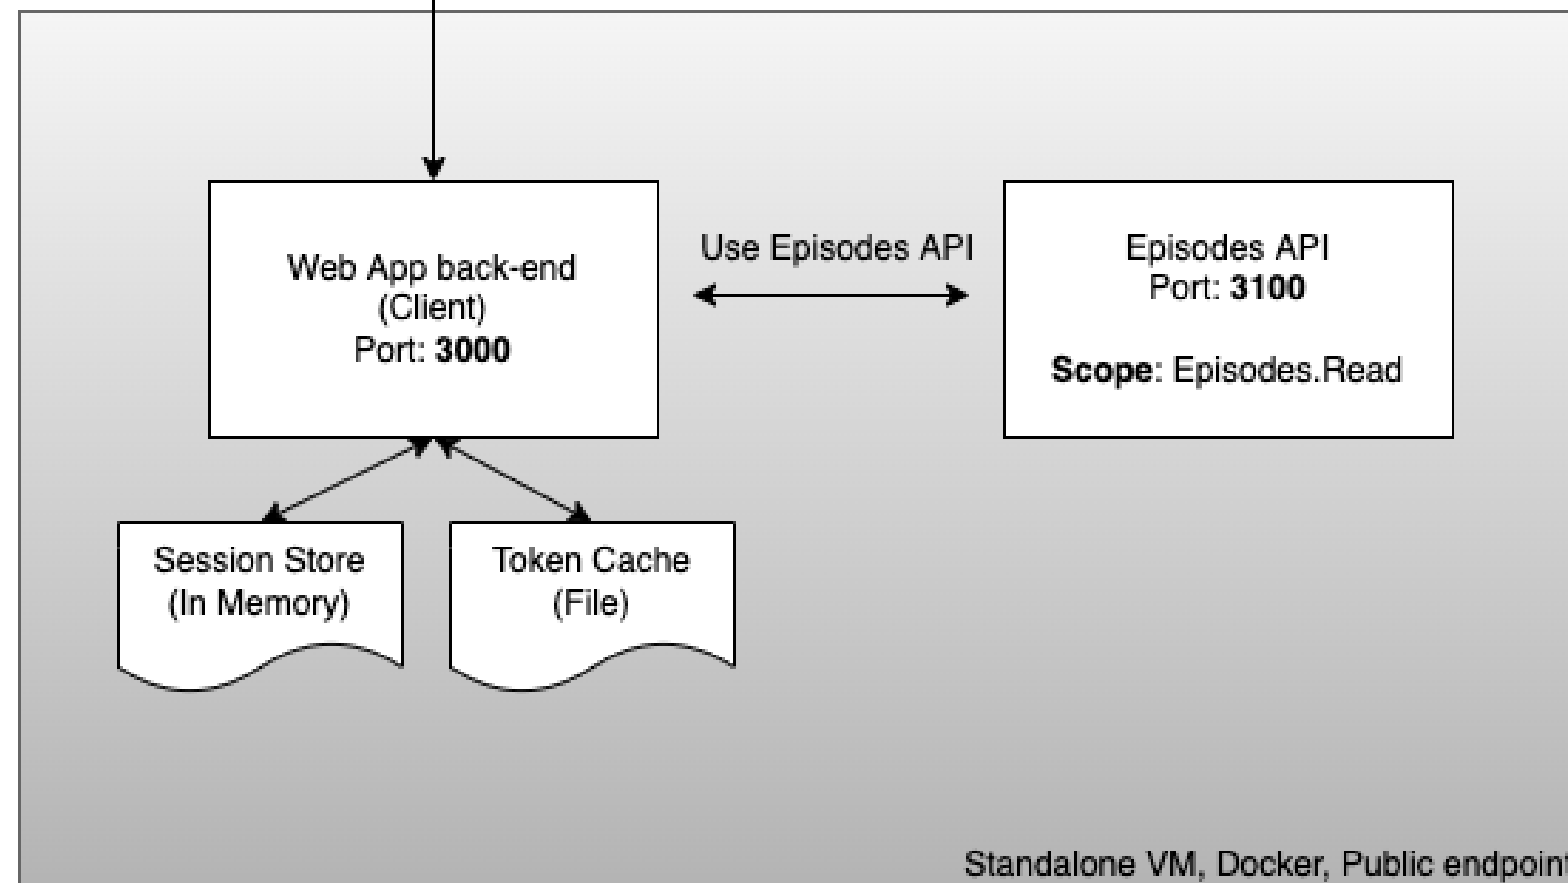 Web App back-end
(Client)
Port: 3000
Use Episodes API
Episodes API
Port: 3100
Scope: Episodes.Read
Session Store
(In Memory)
Token Cache
(File)
Standalone VM, Docker, Public endpoint